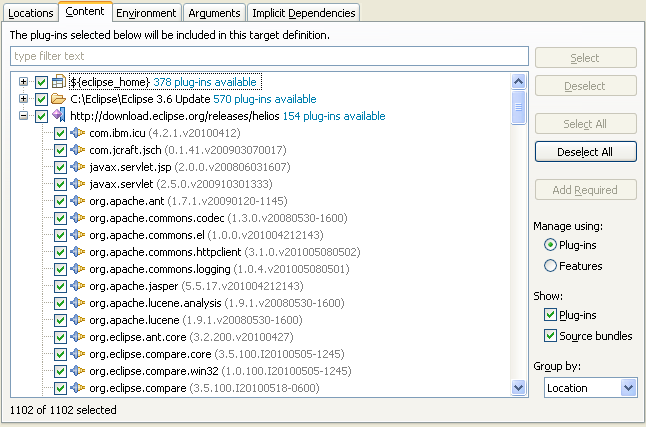 Locations Content Environment Arguments Implicit Dependencies
The plug-ins selected below will be included in this target definition.
type filter text
${eclipse_home} 378 plug-ins available
C:\Eclipse\Eclipse 3.6 Update 570 plug-ins available
http://download.eclipse.org/releases/helios 154 plug-ins available
com.ibm.icu (4.2.1.v20100412)
com.jcraft.jsch (0.1.41.v200903070017)
javax.servlet.jsp (2.0.0.v200806031607)
javax.servlet (2.5.0.v200910301333)
org.apache.ant (1.7.1.v20090120-1145)
org.apache.commons.codec (1.3.0.v20080530-1600)
org.apache.commons.el (1.0.0.v201004212143)
org.apache.commons.httpclient (3.1.0.v201005080502)
org.apache.commons.logging (1.0.4.v201005080501)
org.apache.jasper (5.5.17.v201004212143)
org.apache.lucene.analysis (1.9.1.v20080530-1600)
org.apache.lucene (1.9.1.v20080530-1600)
org.eclipse.ant.core (3.2.200.v20100427)
org.eclipse.compare.core (3.5.100.I20100505-1245)
org.eclipse.compare.win32 (1.0.100.I20100505-1245)
org.eclipse.compare (3.5.100.I20100518-0600)
1102 of 1102 selected
Select
Deselect
Select All
Deselect All
Add Required
Manage using:
Plug-ins
Features
Show:
Plug-ins
Source bundles
Group by:
Location